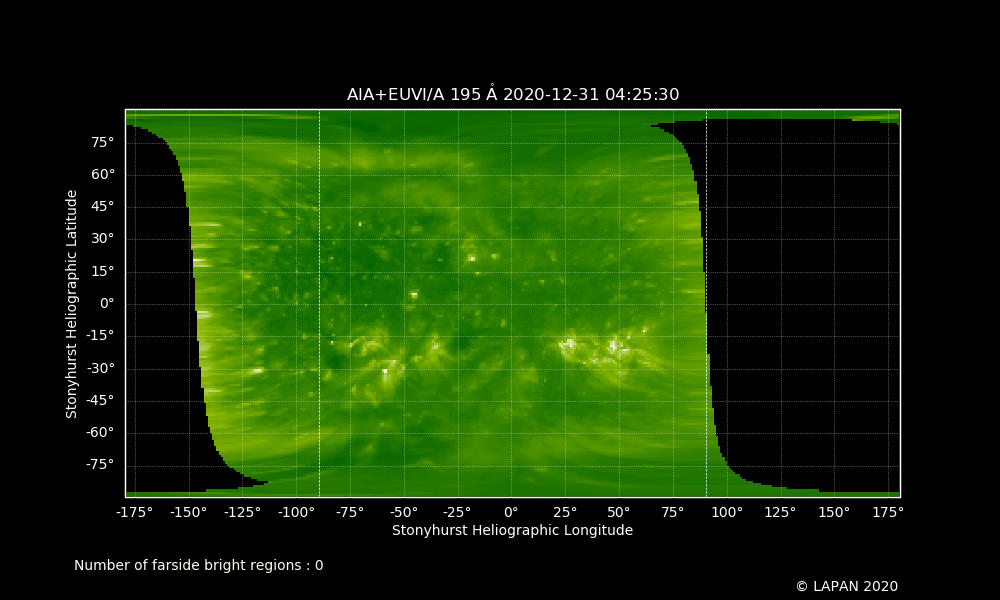 AIA+EUVI/A 195 Å 2020-12-31 04:25:30
75°
60°
45°
30°
15°
0°
-15°
-30°
-45°
-60°
-75°
Stonyhurst Heliographic Latitude
-175° -150° -125° -100° -75° -50° -25° 0° 25° 50° 75° 100° 125° 150° 175°
Stonyhurst Heliographic Longitude
Number of farside bright regions : 0
© LAPAN 2020